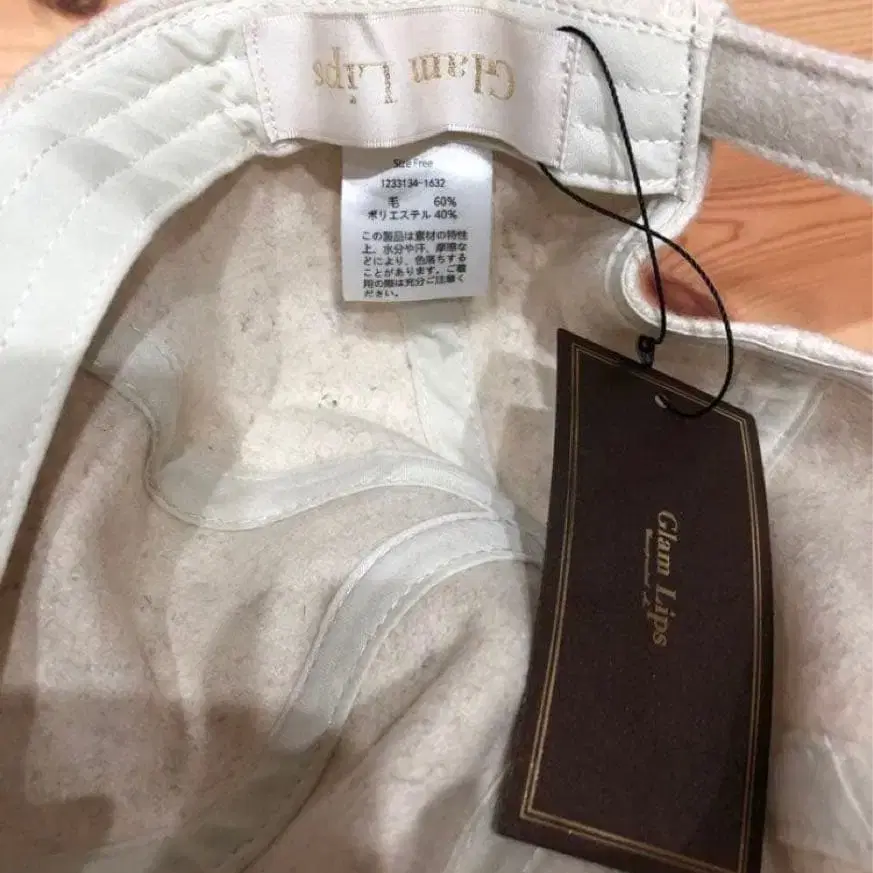 Glam Lips
Size Free
1233134-1632
毛 60%
ポリエステル 40%
この製品は素材の特性
上、水分や汗、摩擦な
どにより、色落ちする
ことがあります。ご着
用の際は充分ご注意く
ださい。
Glam Lips